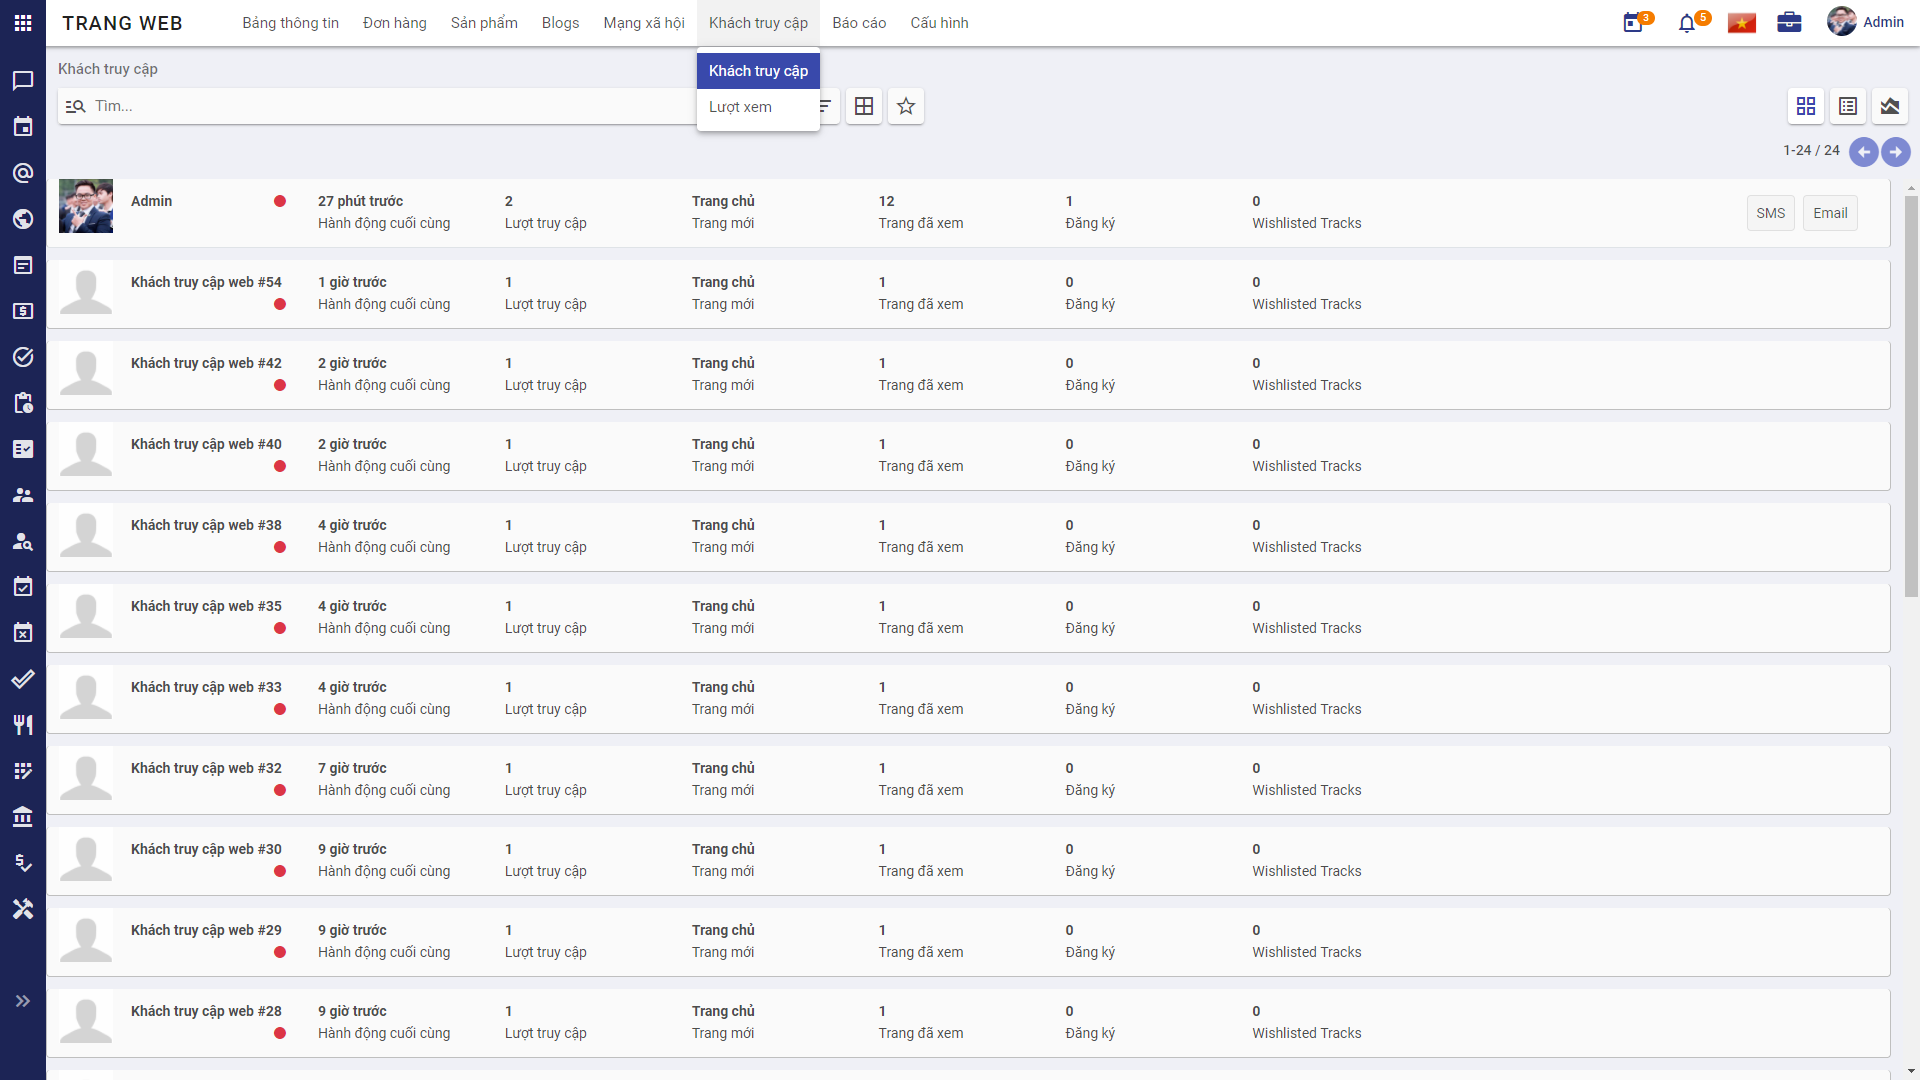 TRANG WEB Bảng thông tin Đơn hàng Sản phẩm Blogs Mạng xã hội Khách truy cập Báo cáo Cấu hình 3 5 Admin
Khách truy cập
Lượt xem
Khách truy cập
Tìm...
1-24 / 24
Admin 27 phút trước 2 Trang chủ 12 1 0
Hành động cuối cùng Lượt truy cập Trang mới Trang đã xem Đăng ký Wishlisted Tracks
SMS Email
Khách truy cập web #54 1 giờ trước 1 Trang chủ 1 0 0
Hành động cuối cùng Lượt truy cập Trang mới Trang đã xem Đăng ký Wishlisted Tracks
Khách truy cập web #42 2 giờ trước 1 Trang chủ 1 0 0
Hành động cuối cùng Lượt truy cập Trang mới Trang đã xem Đăng ký Wishlisted Tracks
Khách truy cập web #40 2 giờ trước 1 Trang chủ 1 0 0
Hành động cuối cùng Lượt truy cập Trang mới Trang đã xem Đăng ký Wishlisted Tracks
Khách truy cập web #38 4 giờ trước 1 Trang chủ 1 0 0
Hành động cuối cùng Lượt truy cập Trang mới Trang đã xem Đăng ký Wishlisted Tracks
Khách truy cập web #35 4 giờ trước 1 Trang chủ 1 0 0
Hành động cuối cùng Lượt truy cập Trang mới Trang đã xem Đăng ký Wishlisted Tracks
Khách truy cập web #33 4 giờ trước 1 Trang chủ 1 0 0
Hành động cuối cùng Lượt truy cập Trang mới Trang đã xem Đăng ký Wishlisted Tracks
Khách truy cập web #32 7 giờ trước 1 Trang chủ 1 0 0
Hành động cuối cùng Lượt truy cập Trang mới Trang đã xem Đăng ký Wishlisted Tracks
Khách truy cập web #30 9 giờ trước 1 Trang chủ 1 0 0
Hành động cuối cùng Lượt truy cập Trang mới Trang đã xem Đăng ký Wishlisted Tracks
Khách truy cập web #29 9 giờ trước 1 Trang chủ 1 0 0
Hành động cuối cùng Lượt truy cập Trang mới Trang đã xem Đăng ký Wishlisted Tracks
Khách truy cập web #28 9 giờ trước 1 Trang chủ 1 0 0
Hành động cuối cùng Lượt truy cập Trang mới Trang đã xem Đăng ký Wishlisted Tracks